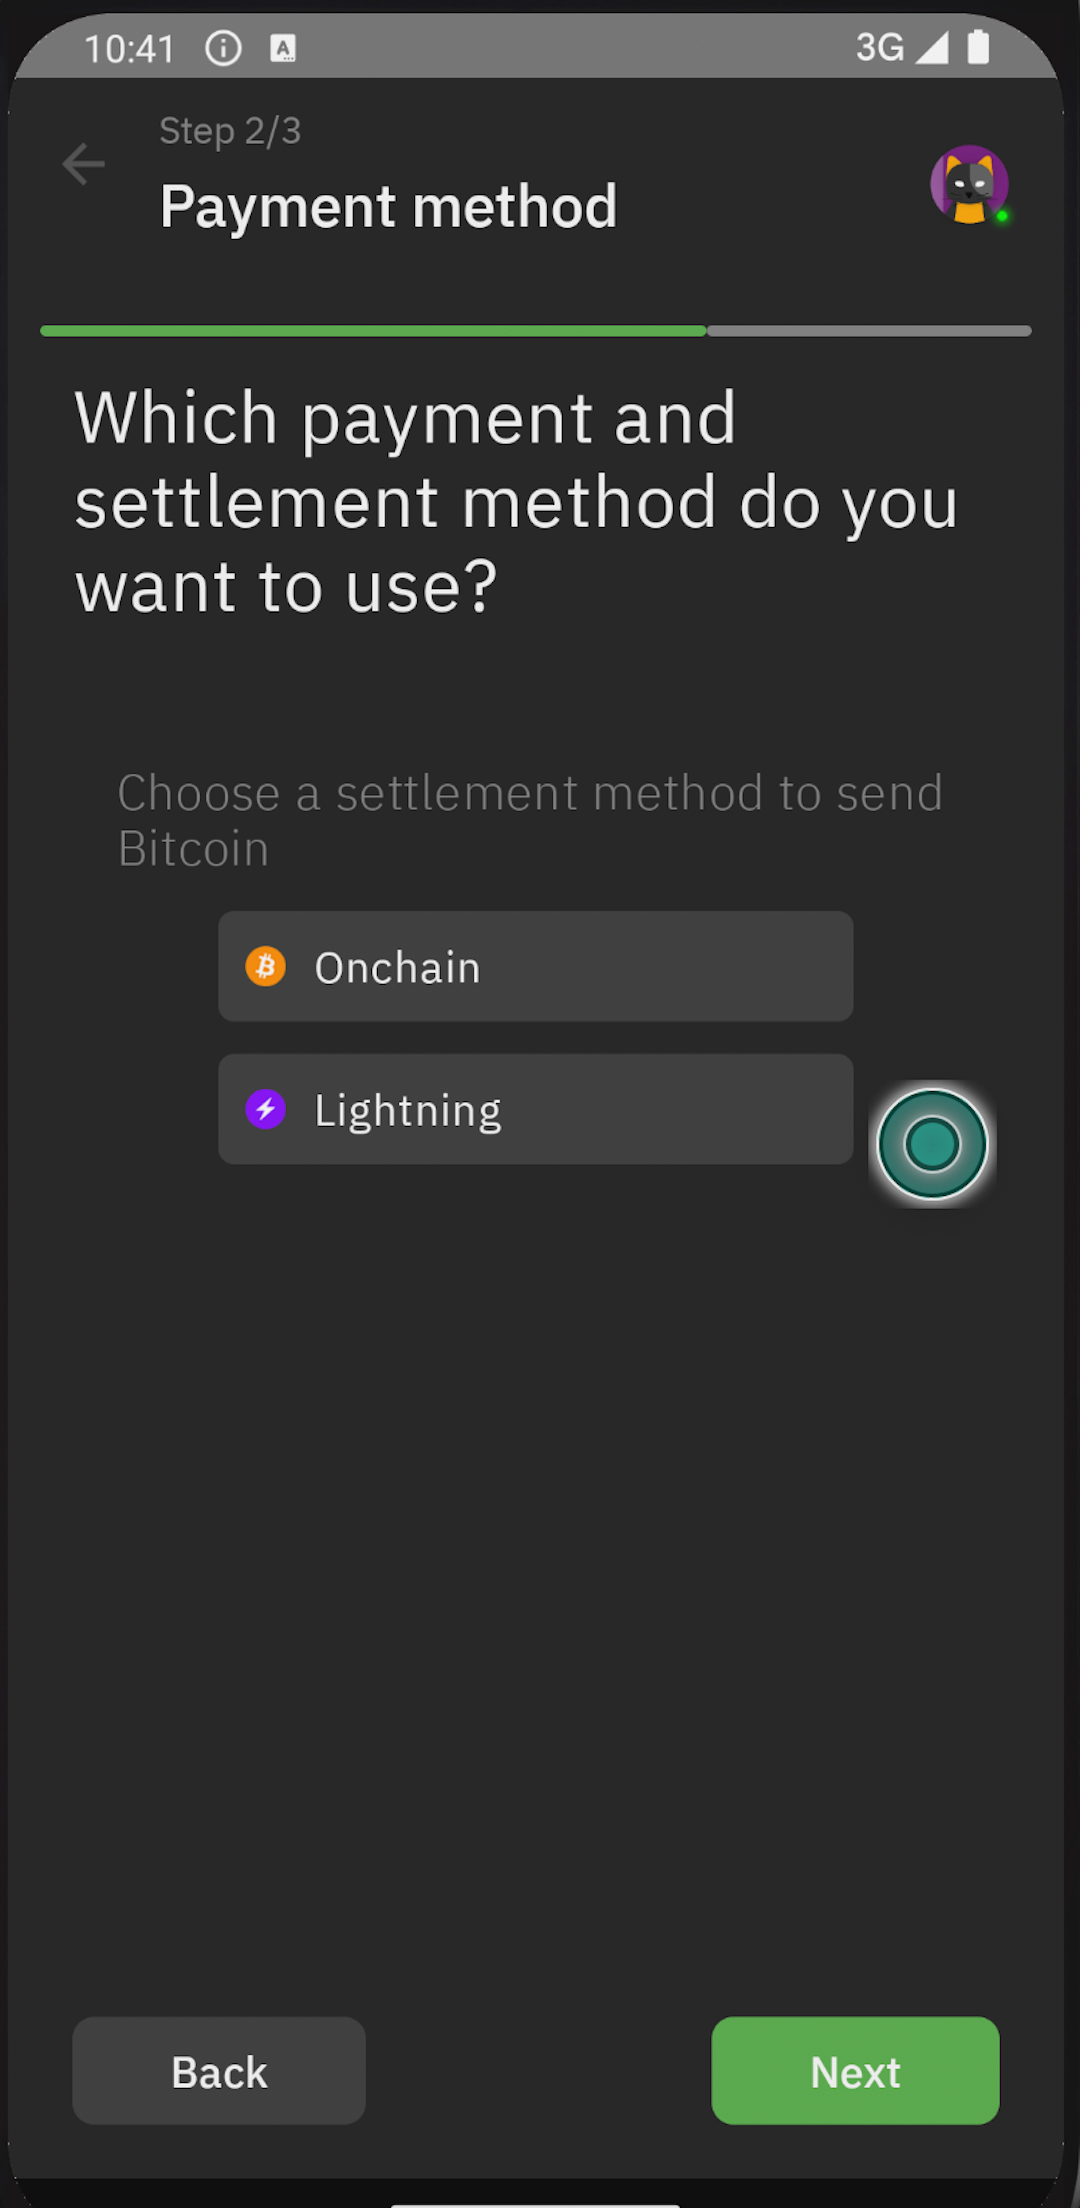 10:41
3G
Step 2/3
Payment method
Which payment and
settlement method do you
want to use?
Choose a settlement method to send
Bitcoin
Onchain
Lightning
Back
Next